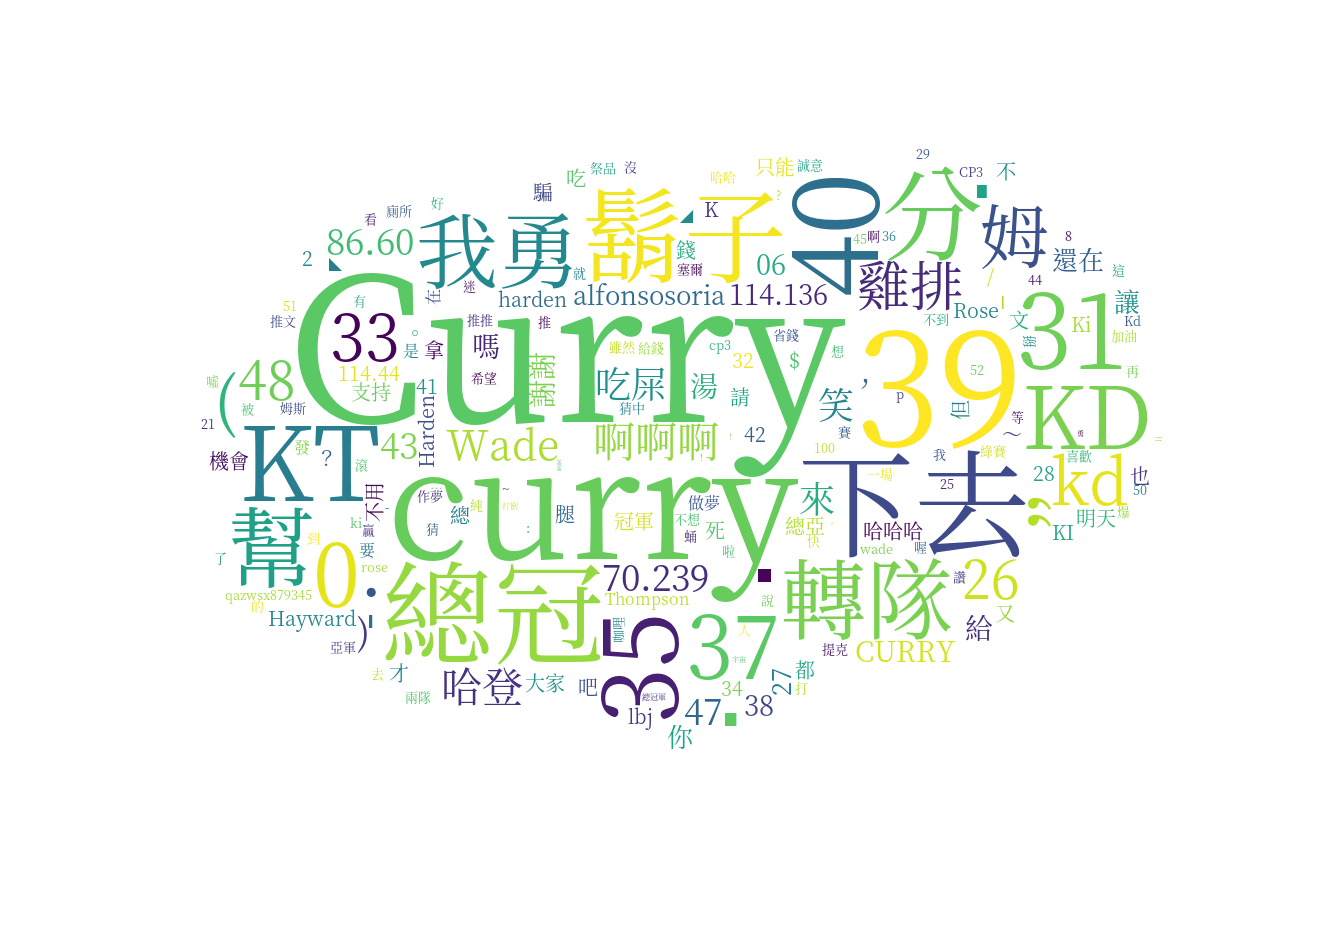 29
CP3
不
吃
祭品
沒
哈哈
只能
誠意
?
騙
好
看
廁所
K
鬍子
40
分
姆
86.60
我勇
錢
塞爾
06
45
啊
36
8
還在
2
就
雞排
44
這
在
迷
harden
alfonsosoria
114.136
/
讓
51
有
Curry
Rose
31
推文
推推
推
不到
文
Ki
Kd
加油
33
。
是
拿
嗎
雖然
給錢
cp3
省錢
想
39
114.44
支持
希望
謝謝
吃屎
湯
32
$
52
再
噓
(
48
41
Harden
請
笑
,
p
但
等
被
姆斯
猜中
KD
21
KT
?
43
Wade
啊啊啊
42
賽
100
~
=
機會
發
滾
curry
我
綠賽
喜歡
下去
一場
25
28
kd
也
50
不用
作夢
純
~
腿
做夢
來
幫
0
ki
贏
猜
總
:
冠軍
不想
死
總亞
哈哈哈
;
明天
爆
到
要
蛹
啦
快
wade
喔
KI
了
rose
總冠
70.239
轉隊
讚
26
qazwsx879345
的
:
Thompson
說
又
Hayward
)
35
37
人
給
亞軍
提克
CURRY
去
才
哈登
大家
吧
總冠軍
34
27
都
打
兩隊
lbj
47
.
38
你